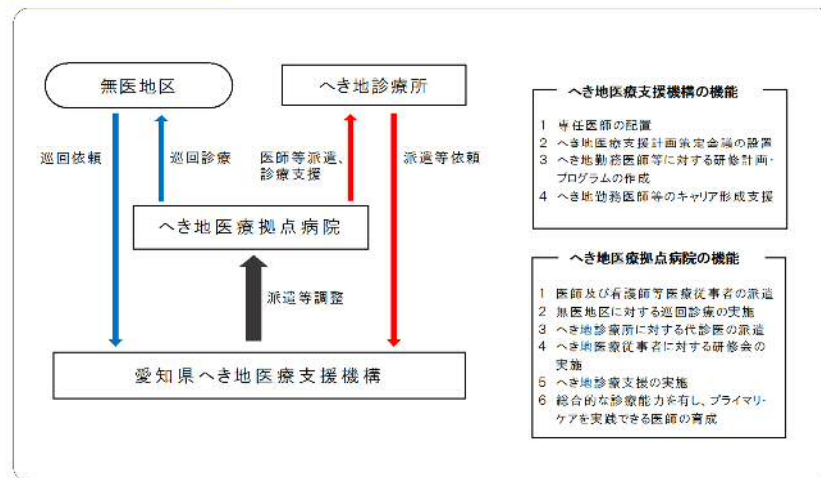 無医地区
へき地診療所
巡回依頼
巡回診療
医師等派遣、
診療支援
派遣等依頼
へき地医療拠点病院
派遣等調整
愛知県へき地医療支援機構
へき地医療支援機構の機能
1 専任医師の配置
2 へき地医療支援計画策定会議の設置
3 へき地勤務医師等に対する研修計画・
プログラムの作成
4 へき地勤務医師等のキャリア形成支援
へき地医療拠点病院の機能
1 医師及び看護師等医療従事者の派遣
2 無医地区に対する巡回診療の実施
3 へき地診療所に対する代診医の派遣
4 へき地医療従事者に対する研修会の
実施
5 へき地診療支援の実施
6 総合的な診療能力を有し、プライマリ・
ケアを実践できる医師の育成